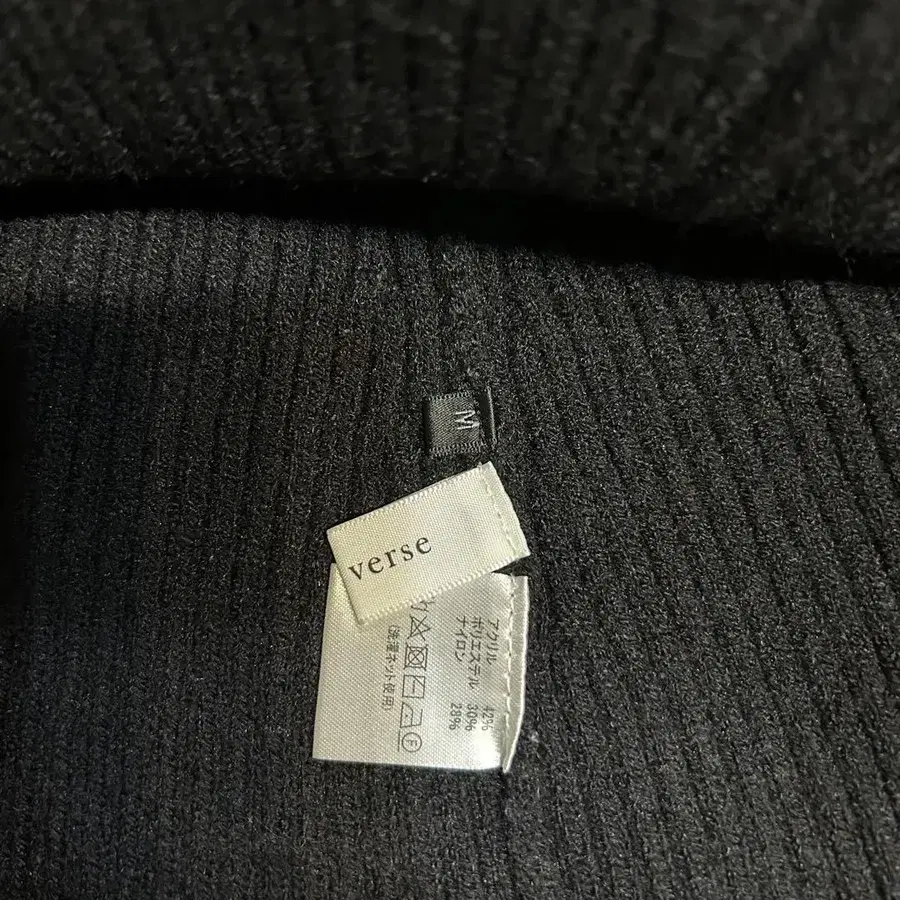 M
verse
アクリル 42%
ポリエステル 30%
ナイロン 28%
F
(洗濯ネット使用)